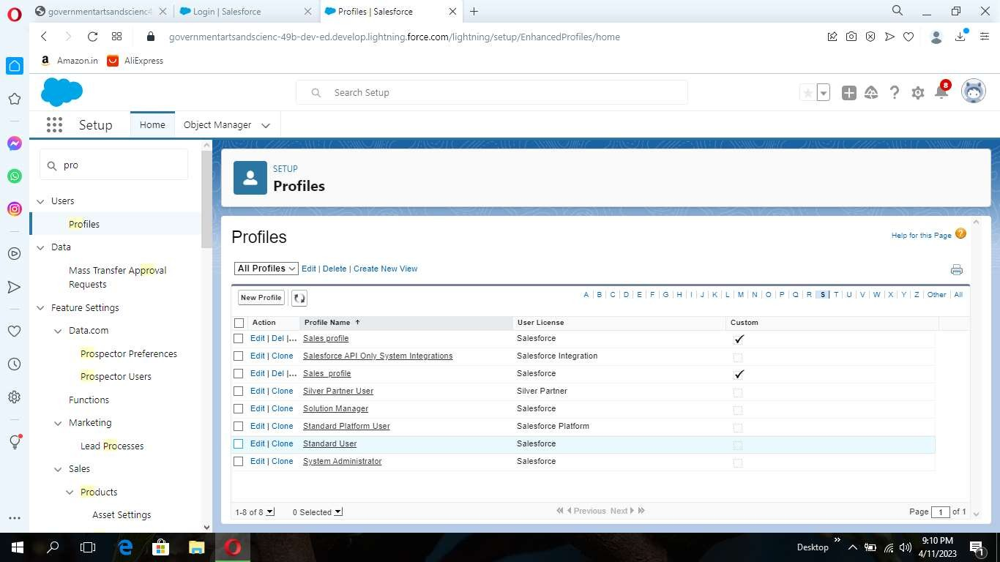 governmentartsandscienc4
Login | Salesforce
Profiles | Salesforce
governmentartsandscienc-49b-dev-ed.develop.lightning.force.com/lightning/setup/EnhancedProfiles/home
Amazon.in
AliExpress
Search Setup
8
Setup
Home
Object Manager
pro
Users
Profiles
Data
Mass Transfer Approval
Requests
Feature Settings
Data.com
Prospector Preferences
Prospector Users
Functions
Marketing
Lead Processes
Sales
Products
Asset Settings
SETUP
Profiles
Profiles
Help for this Page
All Profiles
Edit | Delete | Create New View
New Profile
A | B | C | D | E | F | G | H | I | J | K | L | M | N | O | P | Q | R | S | T | U | V | W | X | Y | Z | Other | All
Action Profile Name User License Custom
Edit | Del |... Sales profile Salesforce
Edit | Clone Salesforce API Only System Integrations Salesforce Integration
Edit | Del |... Sales_profile Salesforce
Edit | Clone Silver Partner User Silver Partner
Edit | Clone Solution Manager Salesforce
Edit | Clone Standard Platform User Salesforce Platform
Edit | Clone Standard User Salesforce
Edit | Clone System Administrator Salesforce
1-8 of 8 0 Selected Previous Next Page 1 of 1
Desktop
9:10 PM
4/11/2023
1